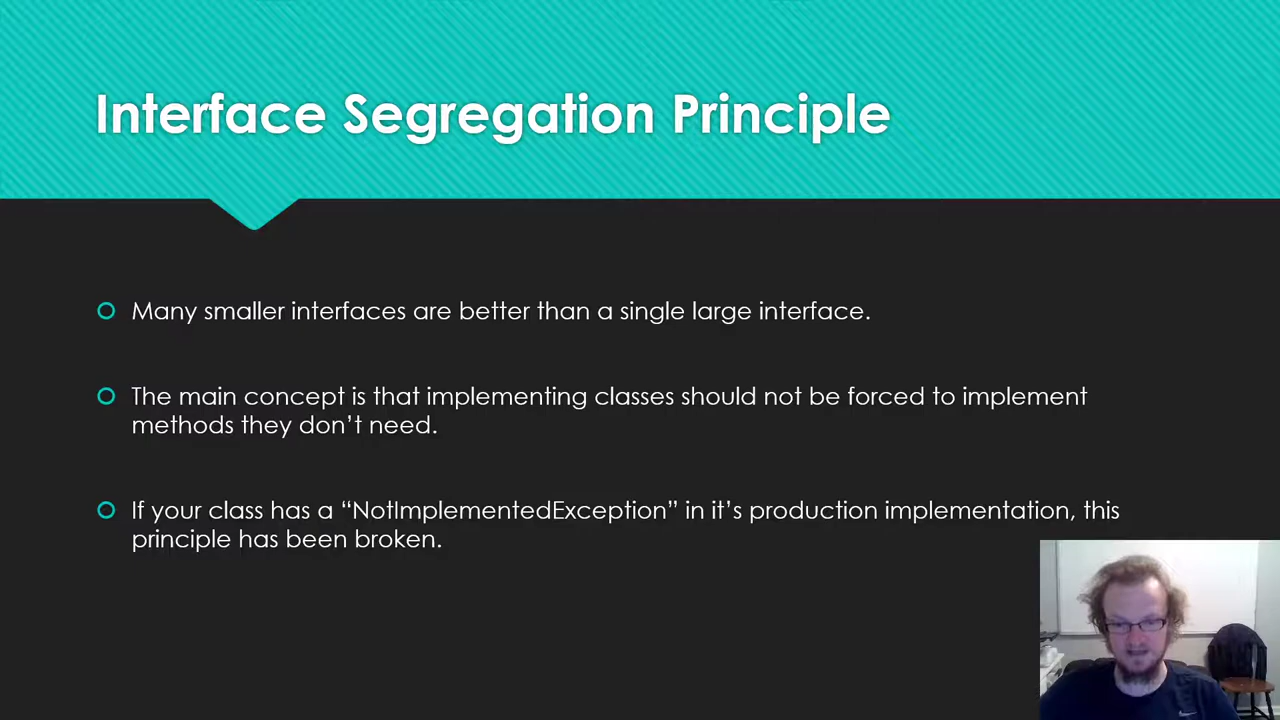 Interface Segregation Principle
Many smaller interfaces are better than a single large interface.
The main concept is that implementing classes should not be forced to implement
methods they don’t need.
If your class has a “NotImplementedException” in it’s production implementation, this
principle has been broken.